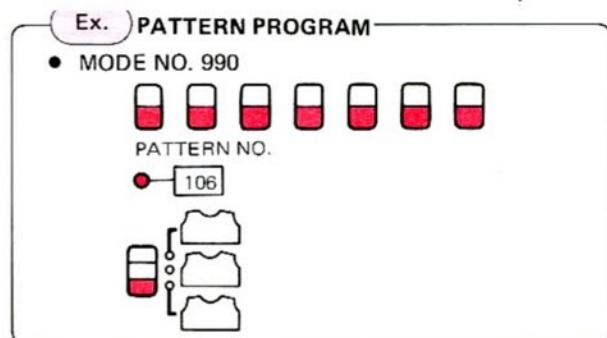 Ex. PATTERN PROGRAM
● MODE NO. 990
PATTERN NO.
106